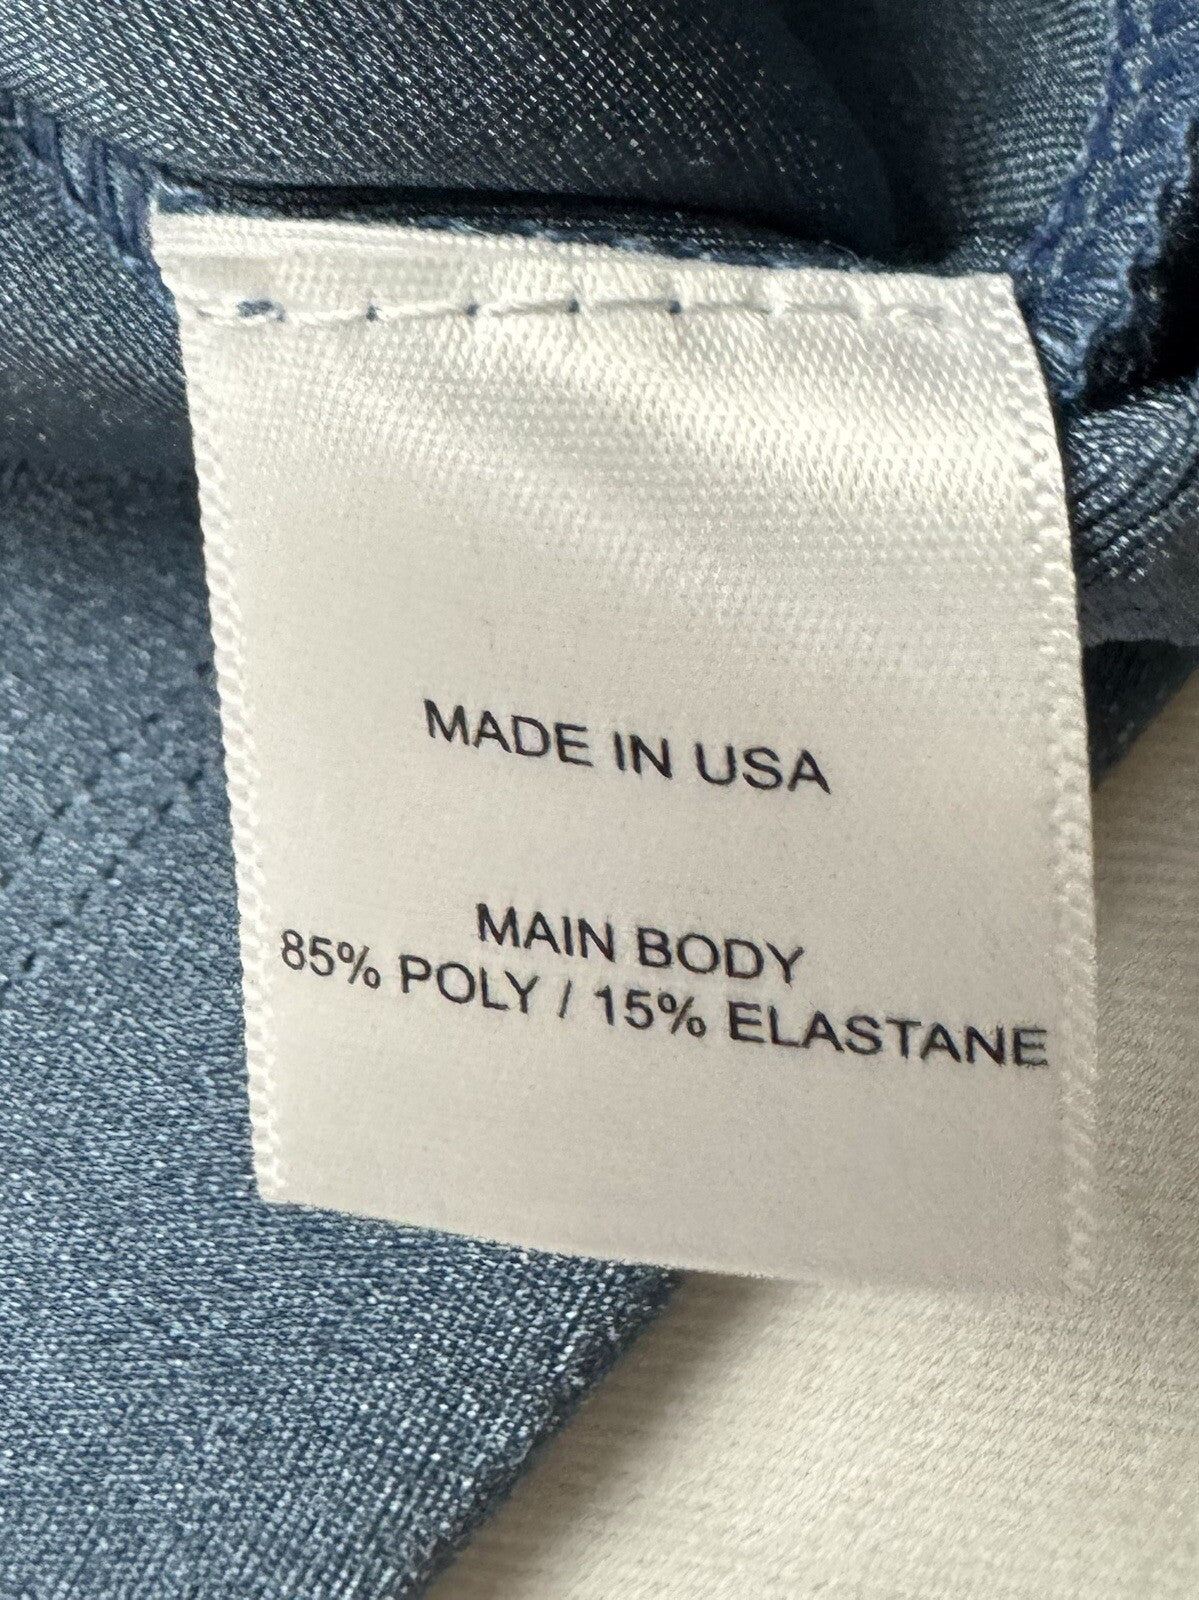 MADE IN USA
MAIN BODY
85% POLY / 15% ELASTANE